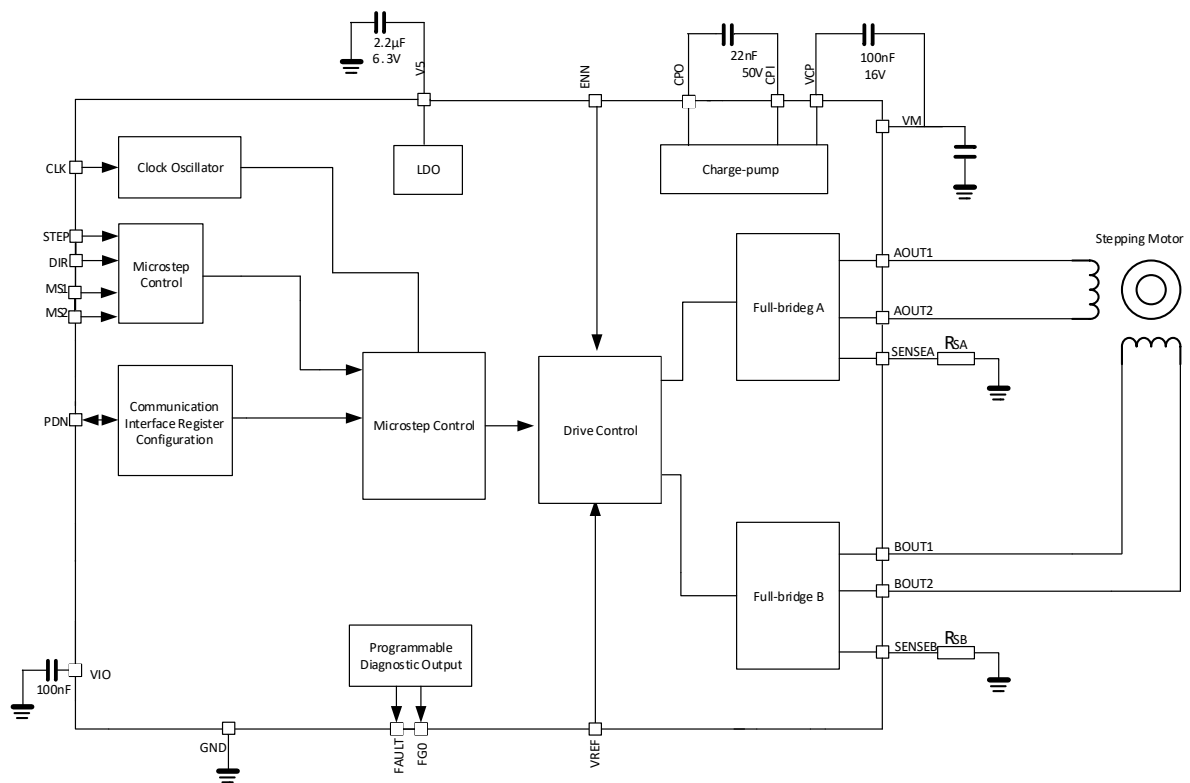 2.2μF
6.3V
V5
ENN
CPO
22nF
50V
CPI
VCP
100nF
16V
VM
CLK
Clock Oscillator
LDO
Charge-pump
STEP
DIR
MS1
MS2
Microstep
Control
Stepping Motor
AOUT1
Full-brideg A
AOUT2
SENSEA
RSA
PDN
Communication
Interface Register
Configuration
Microstep Control
Drive Control
BOUT1
Full-bridge B
BOUT2
SENSEB
RSB
Programmable
Diagnostic Output
VIO
100nF
GND
FAULT
FG0
VREF